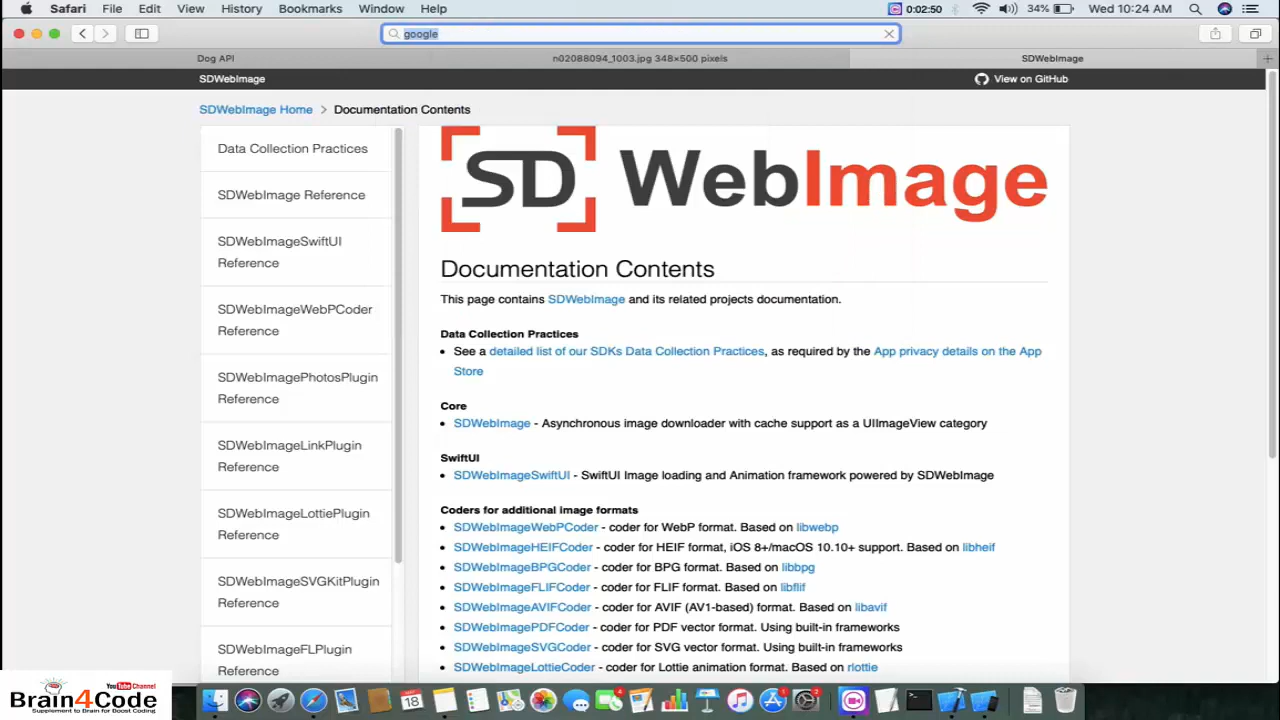 Safari File Edit View History Bookmarks Window Help 0:02:50 34% Wed 10:24 AM
google
Dog API n02088094_1003.jpg 348×500 pixels SDWebImage
SDWebImage View on GitHub
SDWebImage Home > Documentation Contents
Data Collection Practices
SDWebImage Reference
SDWebImageSwiftUI
Reference
SDWebImageWebPCoder
Reference
SDWebImagePhotosPlugin
Reference
SDWebImageLinkPlugin
Reference
SDWebImageLottiePlugin
Reference
SDWebImageSVGKitPlugin
Reference
SDWebImageFLPlugin
Reference
SD WebImage
Documentation Contents
This page contains SDWebImage and its related projects documentation.
Data Collection Practices
• See a detailed list of our SDKs Data Collection Practices, as required by the App privacy details on the App
Store
Core
• SDWebImage - Asynchronous image downloader with cache support as a UIImageView category
SwiftUI
• SDWebImageSwiftUI - SwiftUI Image loading and Animation framework powered by SDWebImage
Coders for additional image formats
• SDWebImageWebPCoder - coder for WebP format. Based on libwebp
• SDWebImageHEIFCoder - coder for HEIF format, iOS 8+/macOS 10.10+ support. Based on libheif
• SDWebImageBPGCoder - coder for BPG format. Based on libbpg
• SDWebImageFLIFCoder - coder for FLIF format. Based on libflif
• SDWebImageAVIFCoder - coder for AVIF (AV1-based) format. Based on libavif
• SDWebImagePDFCoder - coder for PDF vector format. Using built-in frameworks
• SDWebImageSVGCoder - coder for SVG vector format. Using built-in frameworks
• SDWebImageLottieCoder - coder for Lottie animation format. Based on rlottie
YouTube Channel
Brain4Code
Supplement to Brain for Boost Coding
18
4
1
2